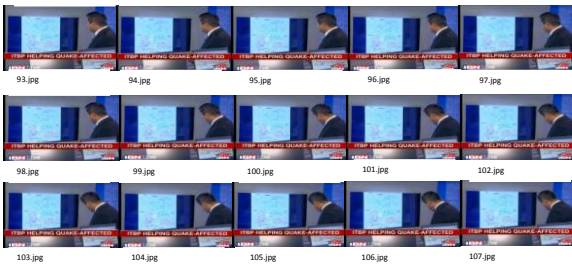 ITBP HELPING QUAKE-AFFECTED ITBP HELPING QUAKE-AFFECTED ITBP HELPING QUAKE-AFFECTED ITBP HELPING QUAKE-AFFECTED ITBP HELPING QUAKE-AFFECTED
93.jpg 94.jpg 95.jpg 96.jpg 97.jpg
ITBP HELPING QUAKE-AFFECTED ITBP HELPING QUAKE-AFFECTED ITBP HELPING QUAKE-AFFECTED ITBP HELPING QUAKE-AFFECTED ITBP HELPING QUAKE-AFFECTED
98.jpg 99.jpg 100.jpg 101.jpg 102.jpg
ITBP HELPING QUAKE-AFFECTED ITBP HELPING QUAKE-AFFECTED ITBP HELPING QUAKE-AFFECTED ITBP HELPING QUAKE-AFFECTED ITBP HELPING QUAKE-AFFECTED
103.jpg 104.jpg 105.jpg 106.jpg 107.jpg